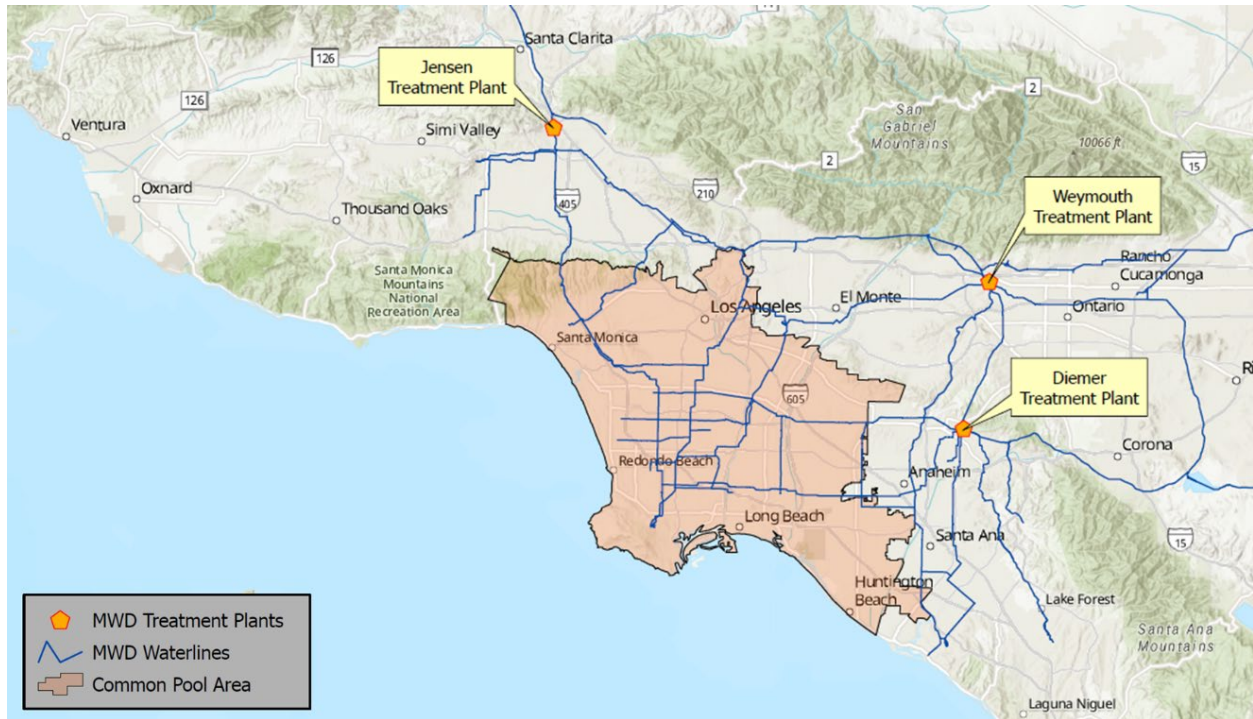 14
Santa Clarita
126
Jensen
Treatment Plant
126
2
San
Gabriel
Mountains
10066 ft
Ventura
Simi Valley
2
15
Oxnard
Thousand Oaks
405
210
Weymouth
Treatment Plant
Santa Monica
Mountains
National
Recreation Area
Rancho
Cucamonga
El Monte
Los Angeles
Ontario
Santa Monica
605
Diemer
Treatment Plant
Corona
Redondo Beach
Anaheim
Long Beach
Santa Ana
15
Huntington
Beach
Lake Forest
Santa Ana
Mountains
MWD Treatment Plants
MWD Waterlines
Common Pool Area
Laguna Niguel